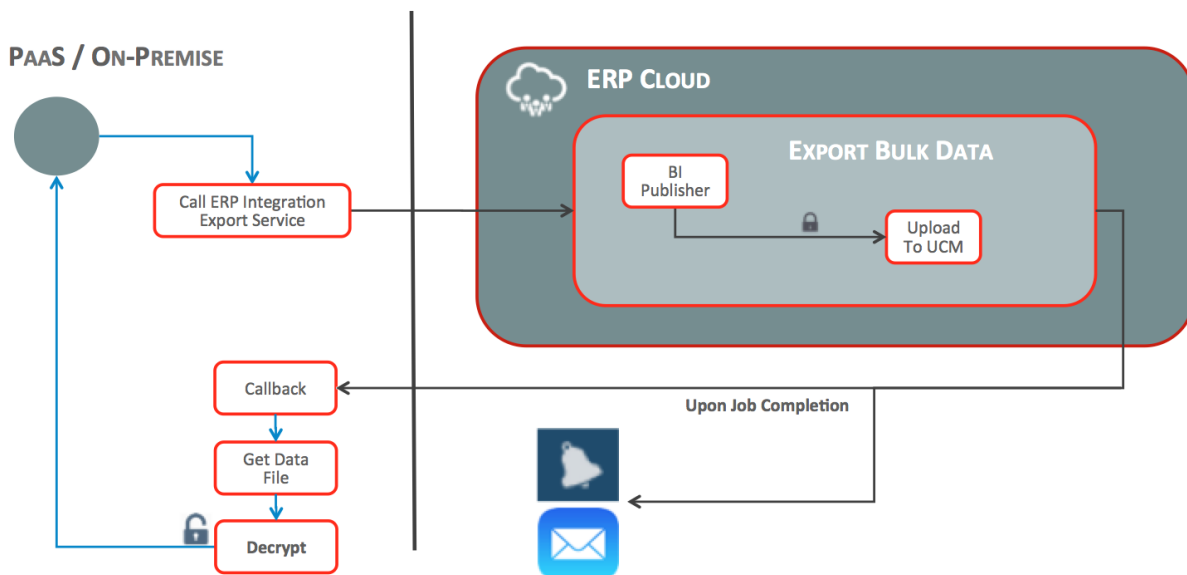 PAAS / ON-PREMISE
ERP CLOUD
EXPORT BULK DATA
BI
Publisher
Call ERP Integration
Export Service
Upload
To UCM
Callback
Upon Job Completion
Get Data
File
Decrypt